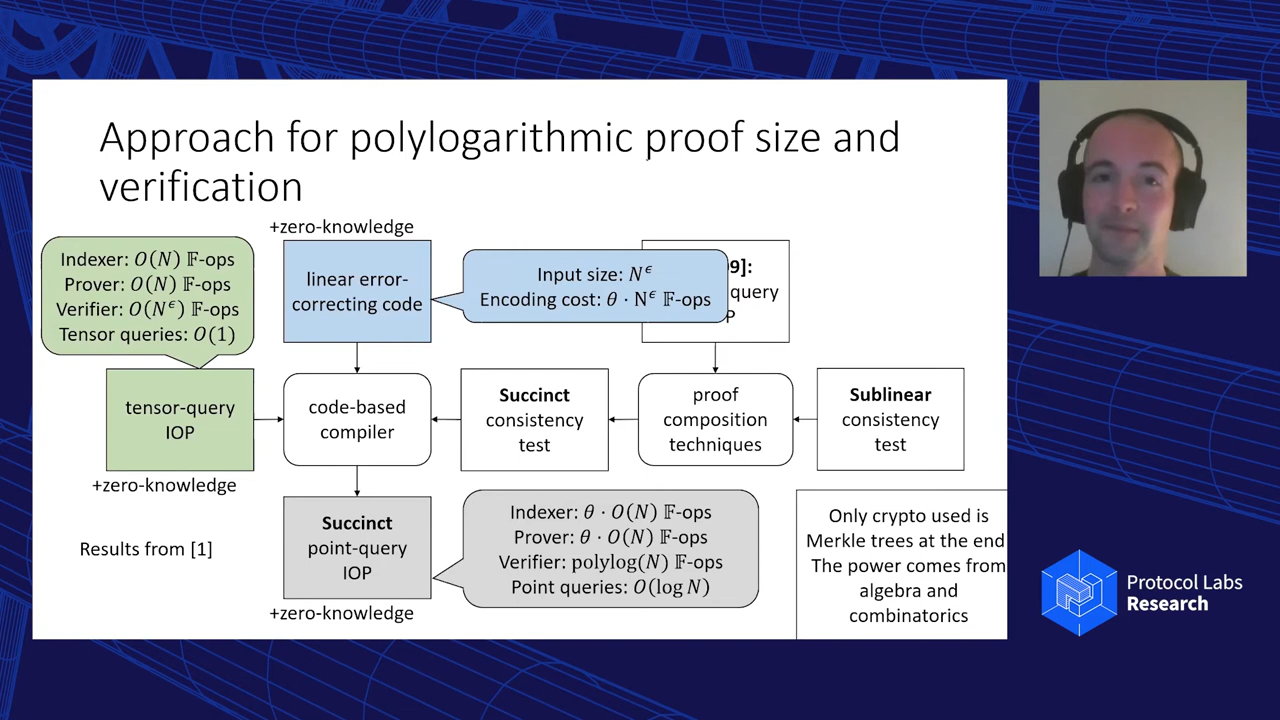 Approach for polylogarithmic proof size and
verification
+zero-knowledge
Indexer: O(N) 𝔽-ops
Prover: O(N) 𝔽-ops
Verifier: O(N^ϵ) 𝔽-ops
Tensor queries: O(1)
linear error-
correcting code
Input size: N^ϵ
Encoding cost: θ · N^ϵ 𝔽-ops
9]:
query
P
tensor-query
IOP
+zero-knowledge
code-based
compiler
Succinct
consistency
test
proof
composition
techniques
Sublinear
consistency
test
Results from [1]
Succinct
point-query
IOP
+zero-knowledge
Indexer: θ · O(N) 𝔽-ops
Prover: θ · O(N) 𝔽-ops
Verifier: polylog(N) 𝔽-ops
Point queries: O(log N)
Only crypto used is
Merkle trees at the end
The power comes from
algebra and
combinatorics
Protocol Labs
Research